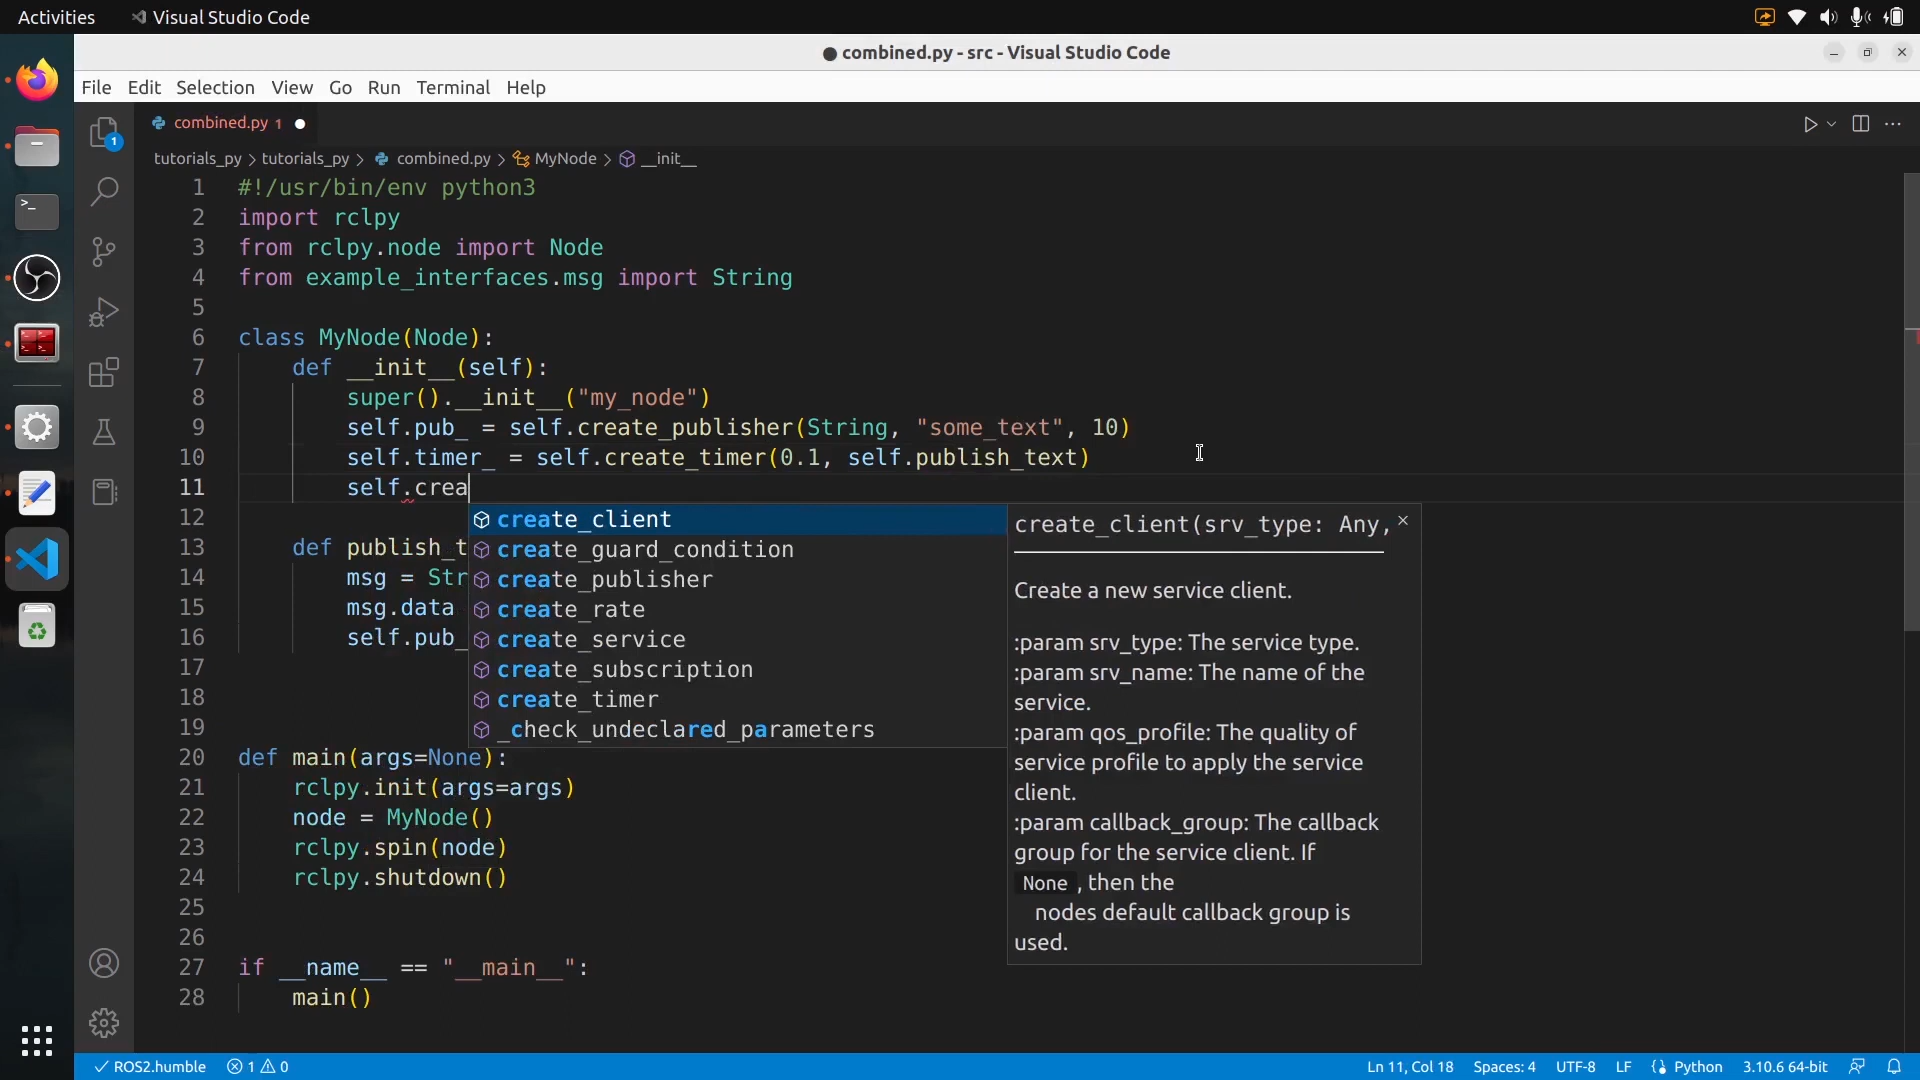 Activities
Visual Studio Code
combined.py - src - Visual Studio Code
File Edit Selection View Go Run Terminal Help
1
combined.py 1
tutorials_py > tutorials_py > combined.py > MyNode > __init__
1 #!/usr/bin/env python3
2 import rclpy
3 from rclpy.node import Node
4 from example_interfaces.msg import String
5
6 class MyNode(Node):
7 def __init__(self):
8 super().__init__("my_node")
9 self.pub_ = self.create_publisher(String, "some_text", 10)
10 self.timer_ = self.create_timer(0.1, self.publish_text)
11 self.crea
12
13 def publish_t
14 msg = Str
15 msg.data
16 self.pub_
17
18
19
20 def main(args=None):
21 rclpy.init(args=args)
22 node = MyNode()
23 rclpy.spin(node)
24 rclpy.shutdown()
25
26
27 if __name__ == "__main__":
28 main()
create_client
create_guard_condition
create_publisher
create_rate
create_service
create_subscription
create_timer
_check_undeclared_parameters
create_client(srv_type: Any,
Create a new service client.
:param srv_type: The service type.
:param srv_name: The name of the
service.
:param qos_profile: The quality of
service profile to apply the service
client.
:param callback_group: The callback
group for the service client. If
None , then the
nodes default callback group is
used.
ROS2.humble 1 0 Ln 11, Col 18 Spaces: 4 UTF-8 LF Python 3.10.6 64-bit